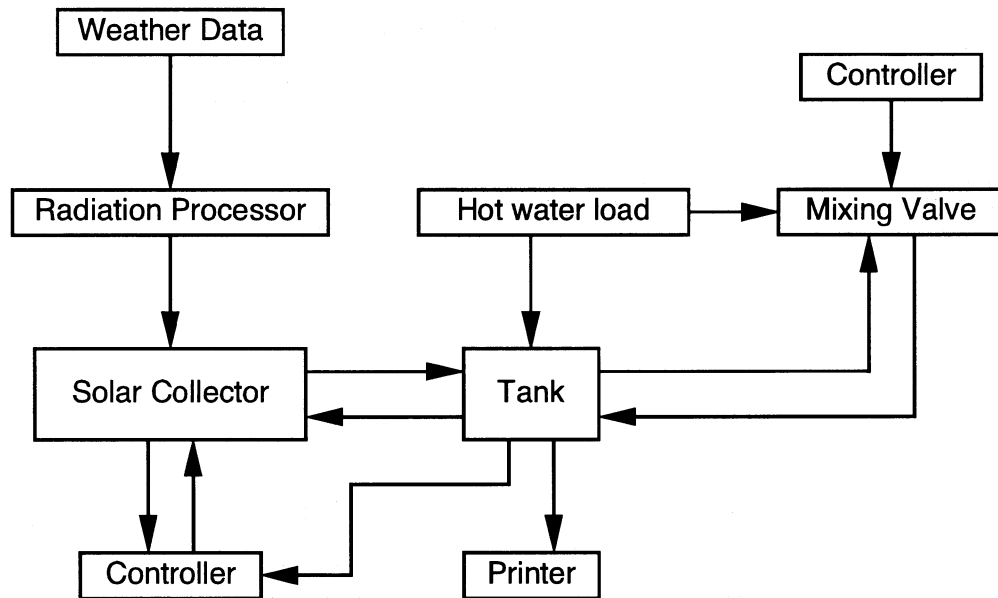 Weather Data
Controller
Radiation Processor
Hot water load
Mixing Valve
Solar Collector
Tank
Controller
Printer